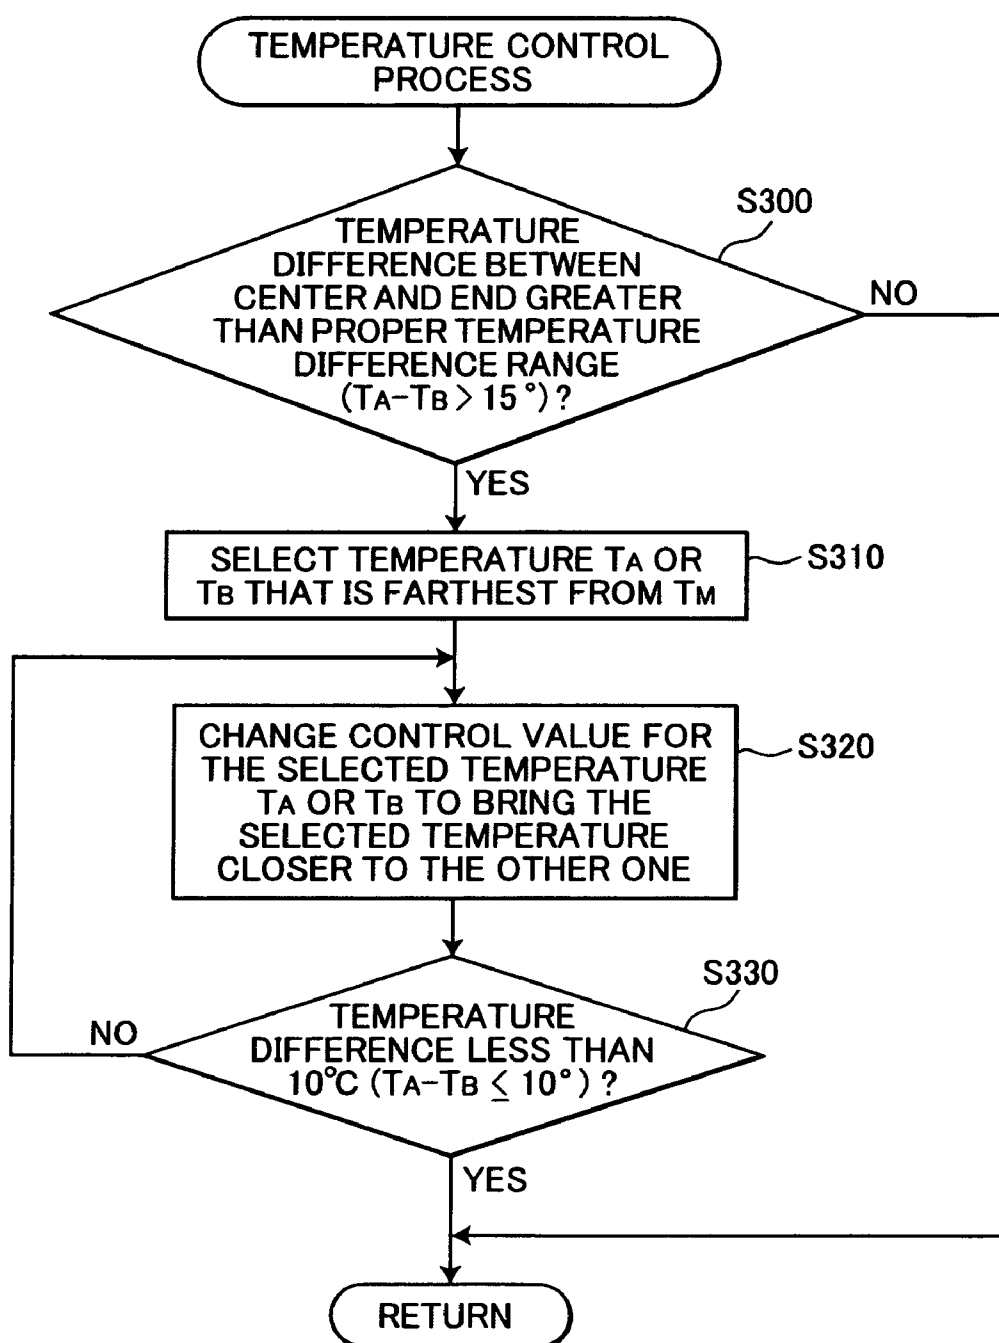 TEMPERATURE CONTROL
PROCESS
S300
TEMPERATURE
DIFFERENCE BETWEEN
CENTER AND END GREATER
THAN PROPER TEMPERATURE
DIFFERENCE RANGE
(TA-TB > 15°)?
NO
YES
SELECT TEMPERATURE TA OR
TB THAT IS FARTHEST FROM TM
S310
CHANGE CONTROL VALUE FOR
THE SELECTED TEMPERATURE
TA OR TB TO BRING THE
SELECTED TEMPERATURE
CLOSER TO THE OTHER ONE
S320
S330
TEMPERATURE
DIFFERENCE LESS THAN
10°C (TA-TB ≤ 10°)?
NO
YES
RETURN